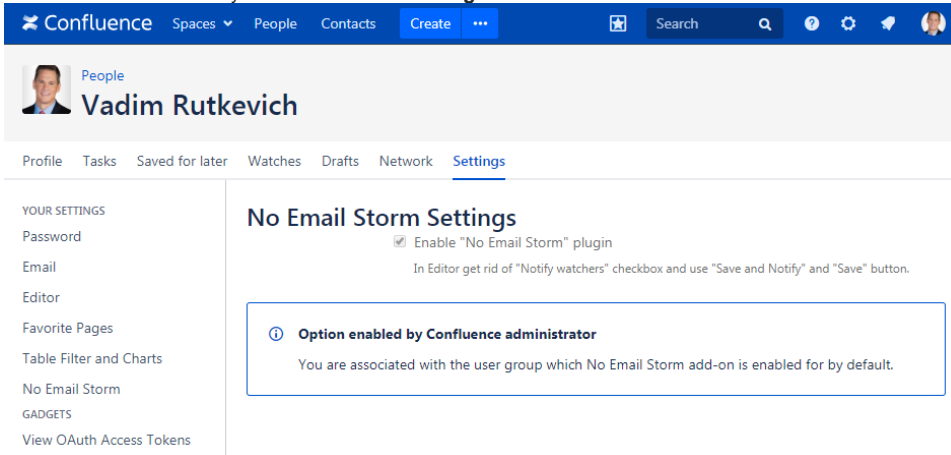 Confluence Spaces People Contacts Create ... Search
People
Vadim Rutkevich
Profile Tasks Saved for later Watches Drafts Network Settings
YOUR SETTINGS
Password
Email
Editor
Favorite Pages
Table Filter and Charts
No Email Storm
GADGETS
View OAuth Access Tokens
No Email Storm Settings
Enable "No Email Storm" plugin
In Editor get rid of "Notify watchers" checkbox and use "Save and Notify" and "Save" button.
Option enabled by Confluence administrator
You are associated with the user group which No Email Storm add-on is enabled for by default.